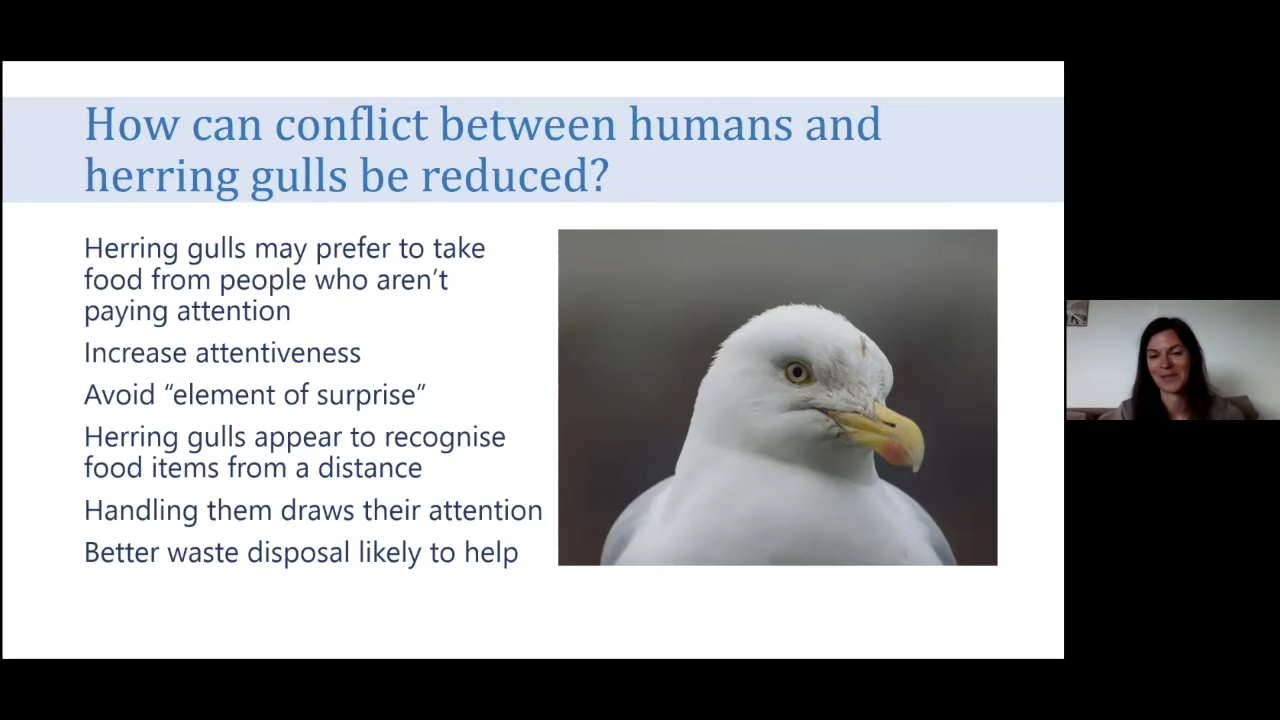 How can conflict between humans and
herring gulls be reduced?
Herring gulls may prefer to take
food from people who aren’t
paying attention
Increase attentiveness
Avoid “element of surprise”
Herring gulls appear to recognise
food items from a distance
Handling them draws their attention
Better waste disposal likely to help